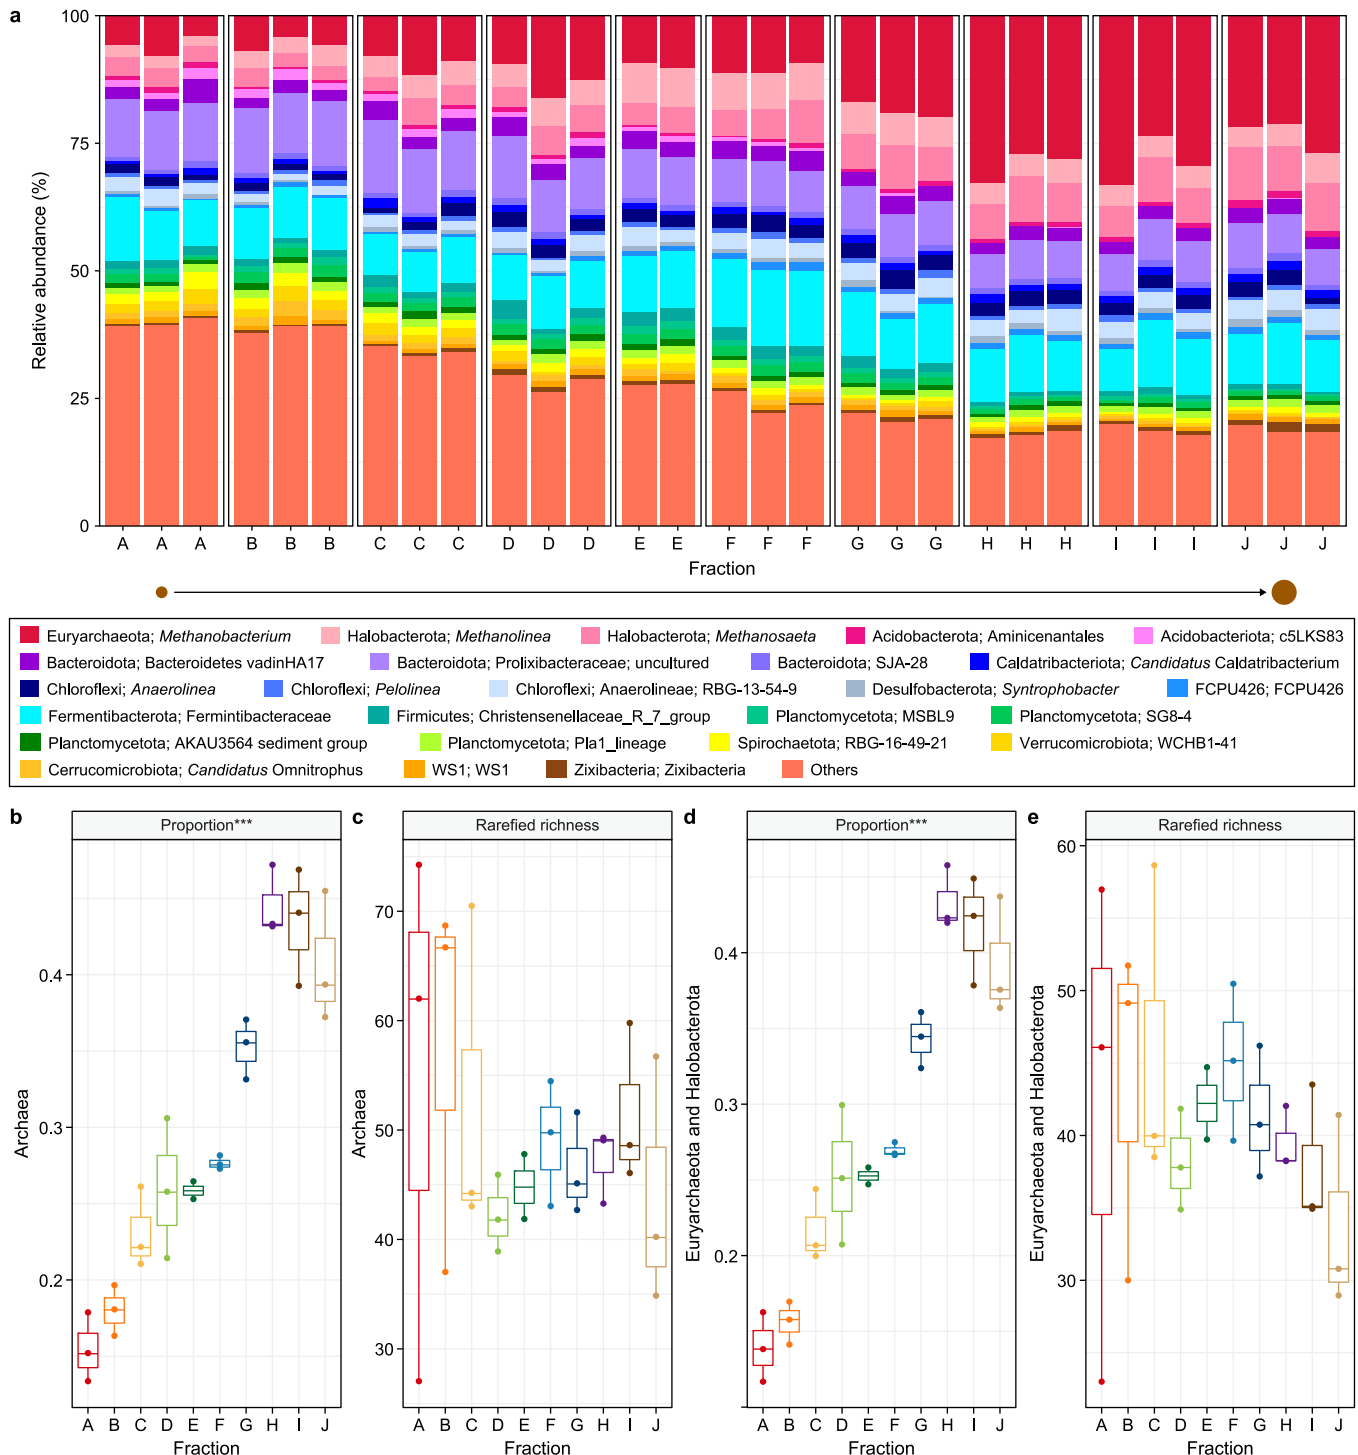 a
100
75
50
25
0
Relative abundance (%)
A A A B B B C C C D D D E E F F F G G G H H H I I I J J J
Fraction
Euryarchaeota; Methanobacterium Halobacterota; Methanolinea Halobacterota; Methanosaeta Acidobacterota; Aminicenantales Acidobacteriota; c5LKS83
Bacteroidota; Bacteroidetes vadinHA17 Bacteroidota; Prolixibacteraceae; uncultured Bacteroidota; SJA-28 Caldatribacteriota; Candidatus Caldatribacterium
Chloroflexi; Anaerolinea Chloroflexi; Pelolinea Chloroflexi; Anaerolineae; RBG-13-54-9 Desulfobacterota; Syntrophobacter FCPU426; FCPU426
Fermentibacterota; Fermintibacteraceae Firmicutes; Christensenellaceae_R_7_group Planctomycetota; MSBL9 Planctomycetota; SG8-4
Planctomycetota; AKAU3564 sediment group Planctomycetota; Pla1_lineage Spirochaetota; RBG-16-49-21 Verrucomicrobiota; WCHB1-41
Cerrucomicrobiota; Candidatus Omnitrophus WS1; WS1 Zixibacteria; Zixibacteria Others
b
Proportion***
0.4
0.3
0.2
Archaea
A B C D E F G H I J
Fraction
c
Rarefied richness
70
60
50
40
30
Archaea
A B C D E F G H I J
Fraction
d
Proportion***
0.4
0.3
0.2
Euryarchaeota and Halobacterota
A B C D E F G H I J
Fraction
e
Rarefied richness
60
50
40
30
Euryarchaeota and Halobacterota
A B C D E F G H I J
Fraction